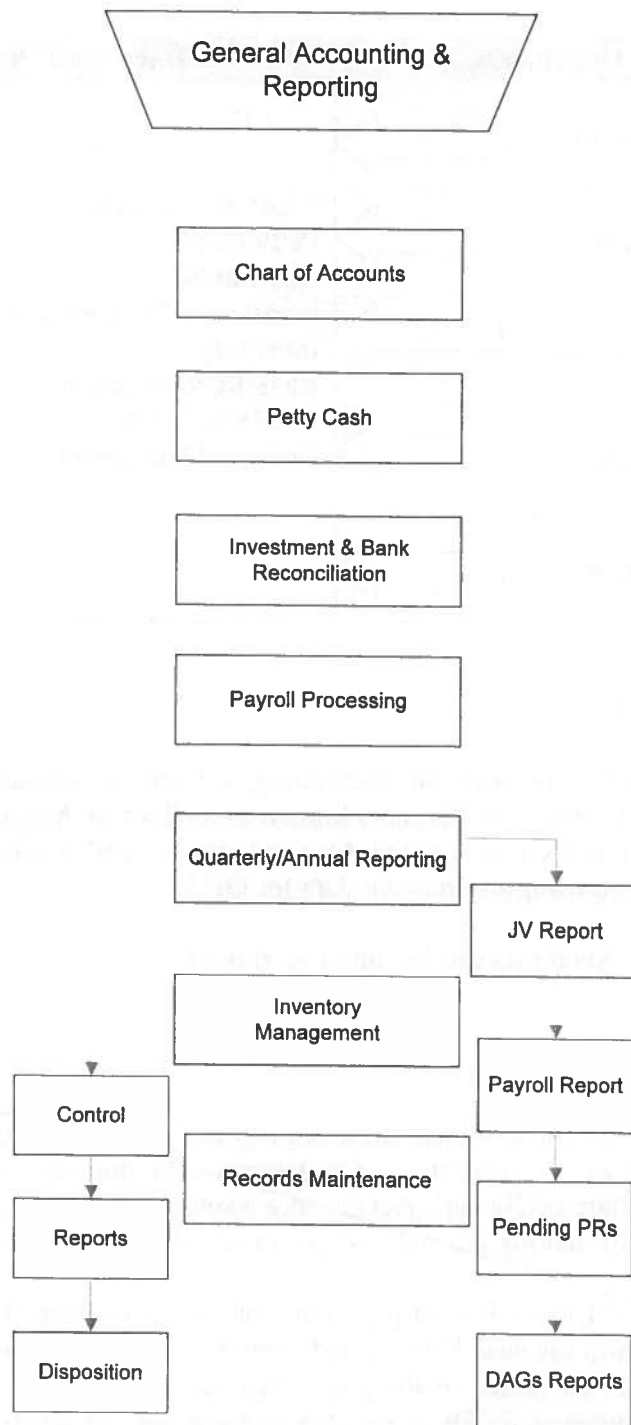 General Accounting &
Reporting
Chart of Accounts
Petty Cash
Investment & Bank
Reconciliation
Payroll Processing
Quarterly/Annual Reporting
JV Report
Inventory
Management
Payroll Report
Control
Records Maintenance
Pending PRs
Reports
Disposition
DAGs Reports